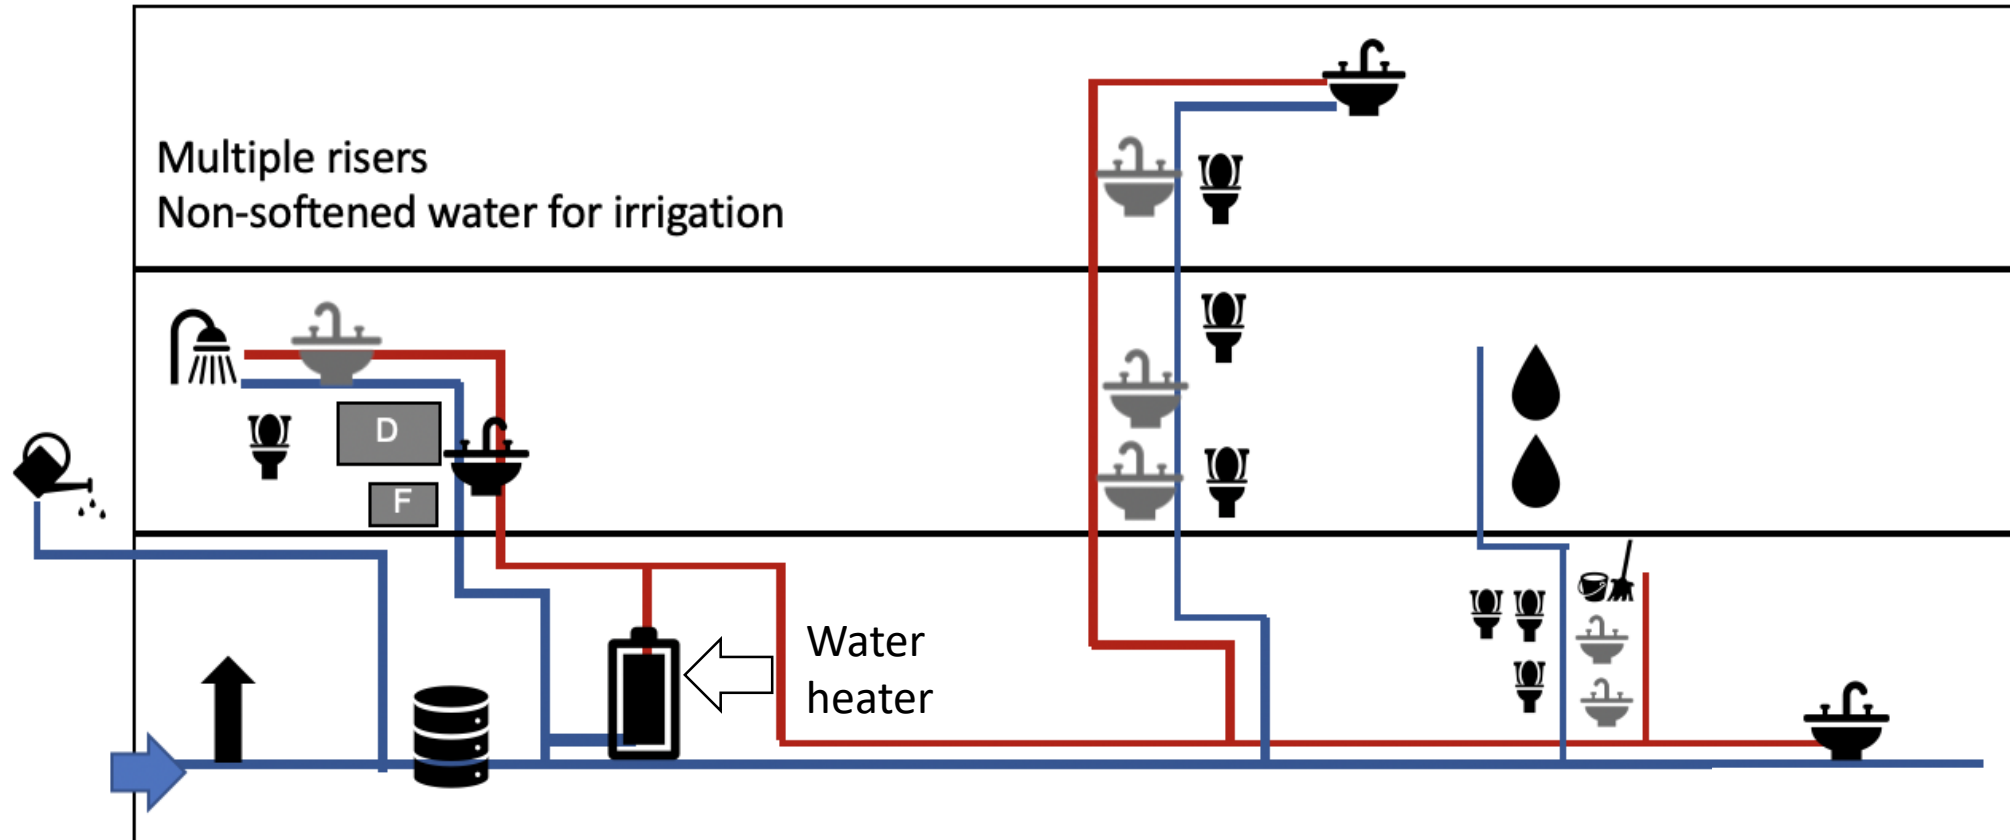 Multiple risers
Non-softened water for irrigation
D
F
Water
heater